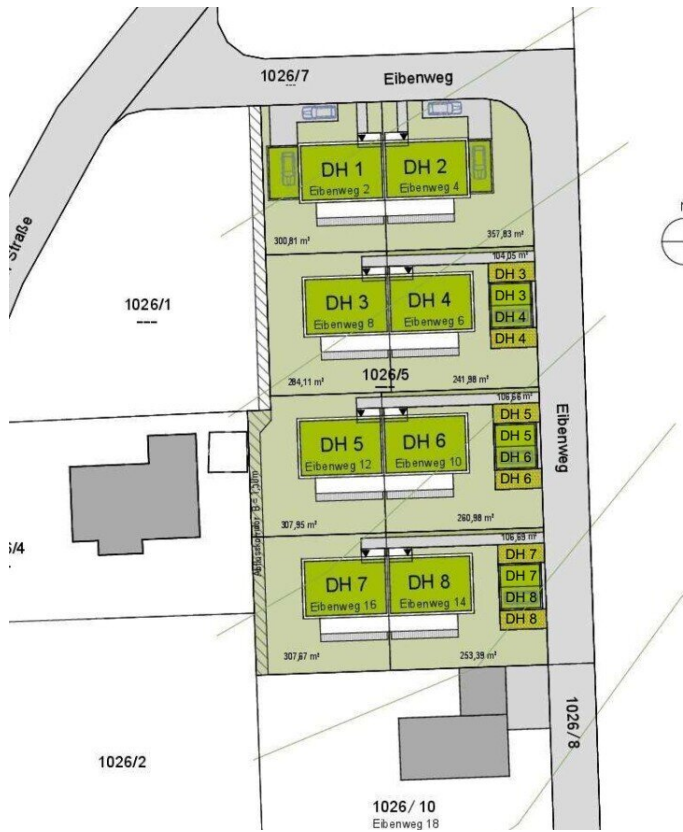 1026/7
Eibenweg
DH 1
DH 2
Eibenweg 2
Eibenweg 4
300,81 m²
357,83 m²
Straße
104,05 m²
DH 3
DH 3
DH 4
DH 4
DH 3
DH 4
Eibenweg 8
Eibenweg 6
1026/1
1026/5
284,11 m²
241,98 m²
106,66 m²
DH 5
DH 5
DH 6
DH 6
DH 5
DH 6
Eibenweg 12
Eibenweg 10
Eibenweg
307,95 m²
260,98 m²
106,69 m²
DH 7
DH 7
DH 8
DH 8
DH 7
DH 8
Eibenweg 16
Eibenweg 14
5/4
307,67 m²
253,39 m²
1026/8
1026/2
1026/ 10
Eibenweg 18